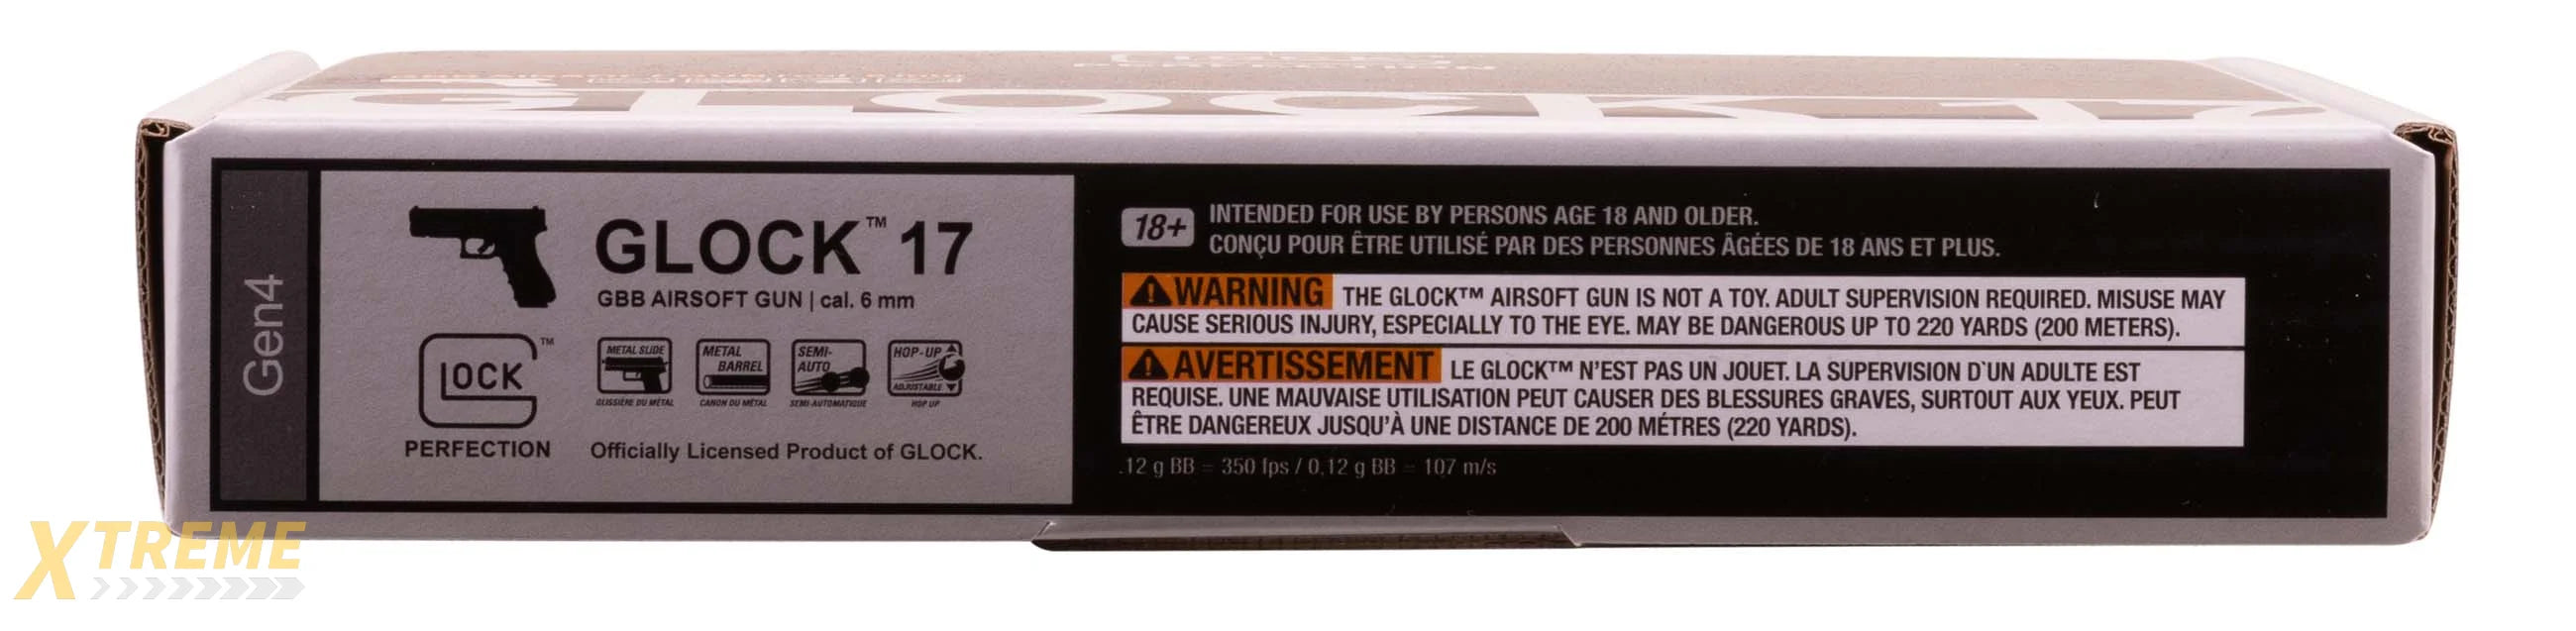 GLOCK 17
Gen4
GLOCK™ 17
GBB AIRSOFT GUN | cal. 6 mm
GLOCK™
PERFECTION
METAL SLIDE
GLISSIÈRE DU MÉTAL
METAL BARREL
CANON DU MÉTAL
SEMI-AUTO
SEMI-AUTOMATIQUE
HOP-UP
ADJUSTABLE
HOP UP
Officially Licensed Product of GLOCK.
18+
INTENDED FOR USE BY PERSONS AGE 18 AND OLDER.
CONÇU POUR ÊTRE UTILISÉ PAR DES PERSONNES ÂGÉES DE 18 ANS ET PLUS.
WARNING THE GLOCK™ AIRSOFT GUN IS NOT A TOY. ADULT SUPERVISION REQUIRED. MISUSE MAY
CAUSE SERIOUS INJURY, ESPECIALLY TO THE EYE. MAY BE DANGEROUS UP TO 220 YARDS (200 METERS).
AVERTISSEMENT LE GLOCK™ N'EST PAS UN JOUET. LA SUPERVISION D`UN ADULTE EST
REQUISE. UNE MAUVAISE UTILISATION PEUT CAUSER DES BLESSURES GRAVES, SURTOUT AUX YEUX. PEUT
ÊTRE DANGEREUX JUSQU'À UNE DISTANCE DE 200 MÉTRES (220 YARDS).
.12 g BB = 350 fps / 0,12 g BB = 107 m/s
XTREME